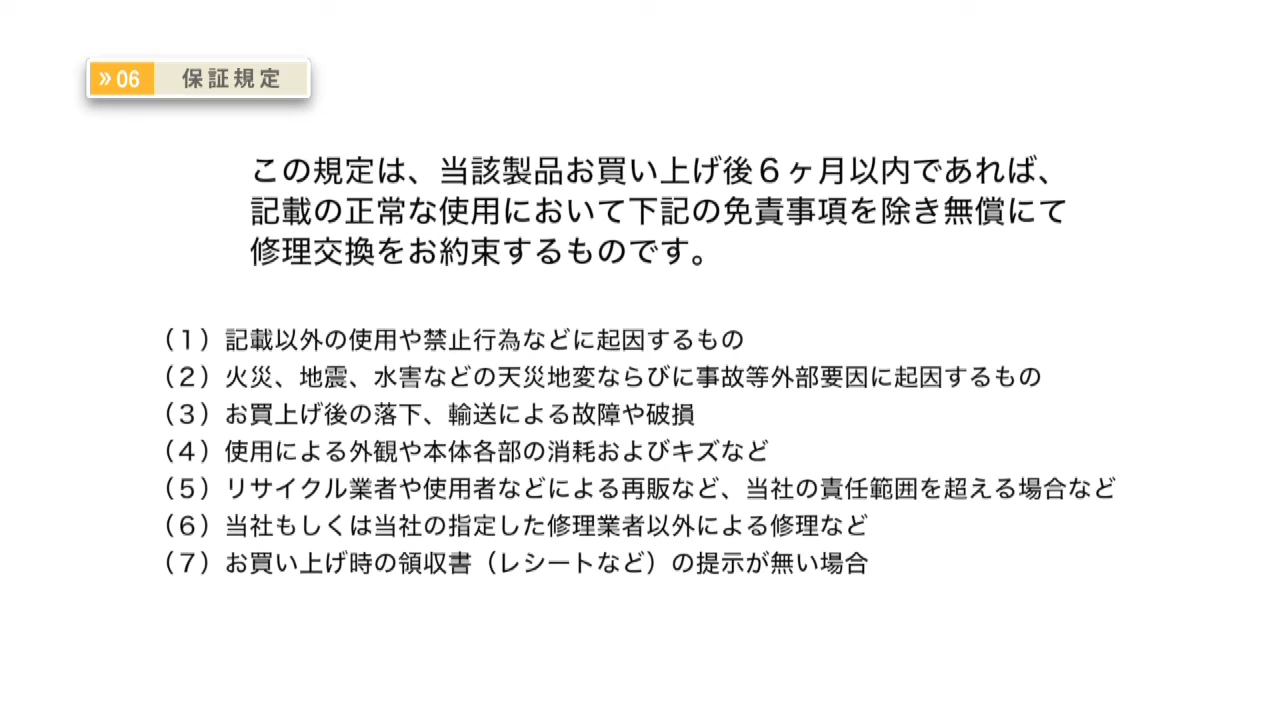 » 06 保証規定
この規定は、当該製品お買い上げ後６ヶ月以内であれば、
記載の正常な使用において下記の免責事項を除き無償にて
修理交換をお約束するものです。
（１）記載以外の使用や禁止行為などに起因するもの
（２）火災、地震、水害などの天災地変ならびに事故等外部要因に起因するもの
（３）お買上げ後の落下、輸送による故障や破損
（４）使用による外観や本体各部の消耗およびキズなど
（５）リサイクル業者や使用者などによる再販など、当社の責任範囲を超える場合など
（６）当社もしくは当社の指定した修理業者以外による修理など
（７）お買い上げ時の領収書（レシートなど）の提示が無い場合